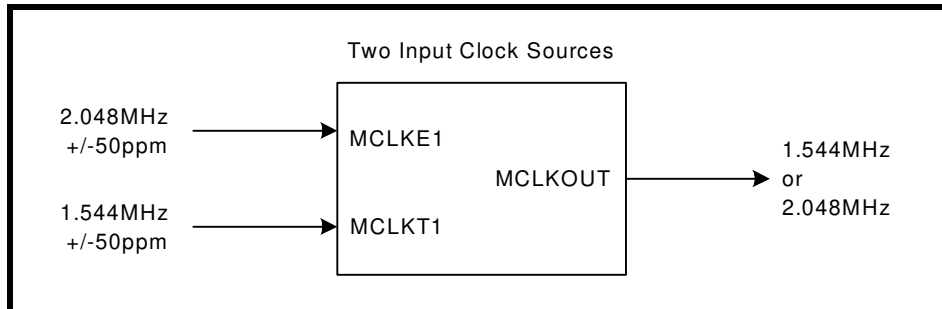 Two Input Clock Sources
2.048MHz
+/-50ppm
MCLKE1
1.544MHz
+/-50ppm
MCLKT1
MCLKOUT
1.544MHz
or
2.048MHz